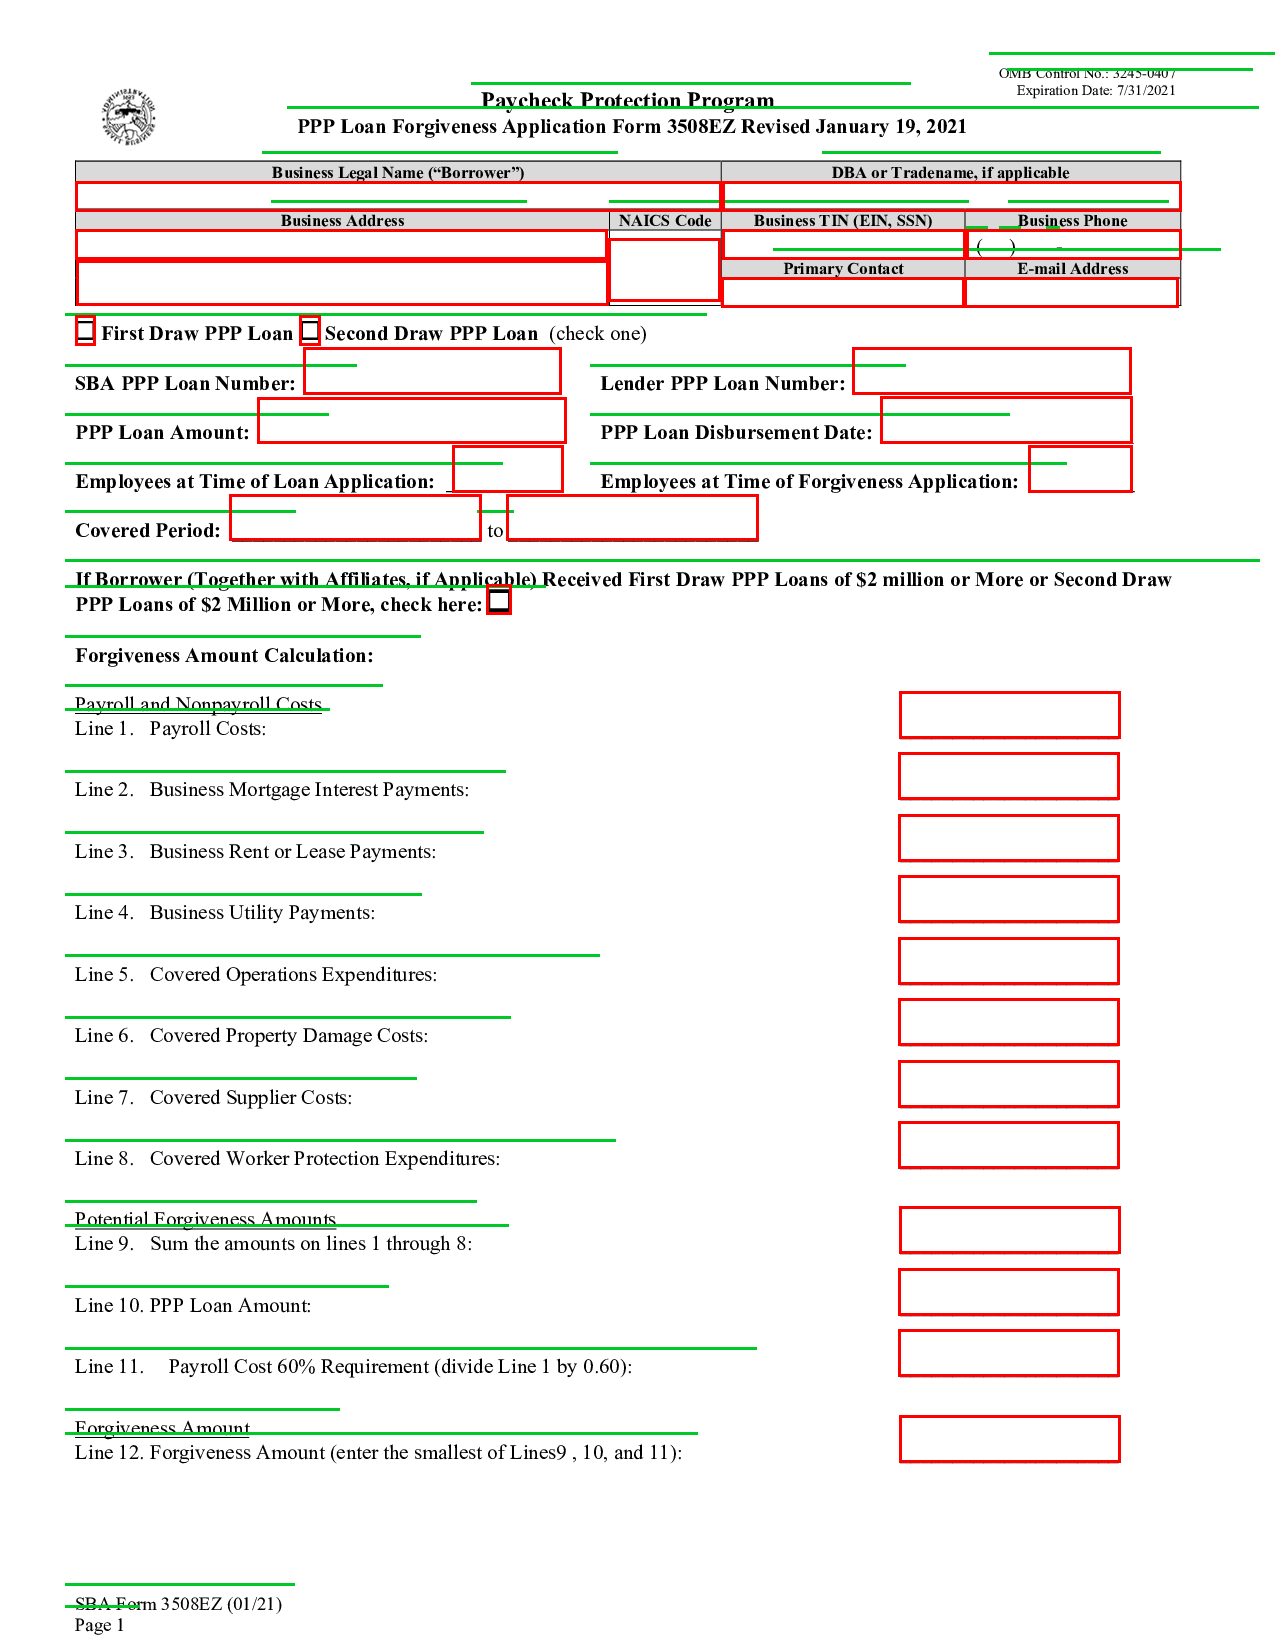 OMB Control No.: 3245-0407
Expiration Date: 7/31/2021
Paycheck Protection Program
PPP Loan Forgiveness Application Form 3508EZ Revised January 19, 2021
Business Legal Name (“Borrower”) DBA or Tradename, if applicable
Business Address NAICS Code Business TIN (EIN, SSN) Business Phone
( ) -
Primary Contact E-mail Address
First Draw PPP Loan Second Draw PPP Loan (check one)
SBA PPP Loan Number: Lender PPP Loan Number:
PPP Loan Amount: PPP Loan Disbursement Date:
Employees at Time of Loan Application: Employees at Time of Forgiveness Application:
Covered Period: to
If Borrower (Together with Affiliates, if Applicable) Received First Draw PPP Loans of $2 million or More or Second Draw
PPP Loans of $2 Million or More, check here:
Forgiveness Amount Calculation:
Payroll and Nonpayroll Costs
Line 1. Payroll Costs:
Line 2. Business Mortgage Interest Payments:
Line 3. Business Rent or Lease Payments:
Line 4. Business Utility Payments:
Line 5. Covered Operations Expenditures:
Line 6. Covered Property Damage Costs:
Line 7. Covered Supplier Costs:
Line 8. Covered Worker Protection Expenditures:
Potential Forgiveness Amounts
Line 9. Sum the amounts on lines 1 through 8:
Line 10. PPP Loan Amount:
Line 11. Payroll Cost 60% Requirement (divide Line 1 by 0.60):
Forgiveness Amount
Line 12. Forgiveness Amount (enter the smallest of Lines9 , 10, and 11):
SBA Form 3508EZ (01/21)
Page 1